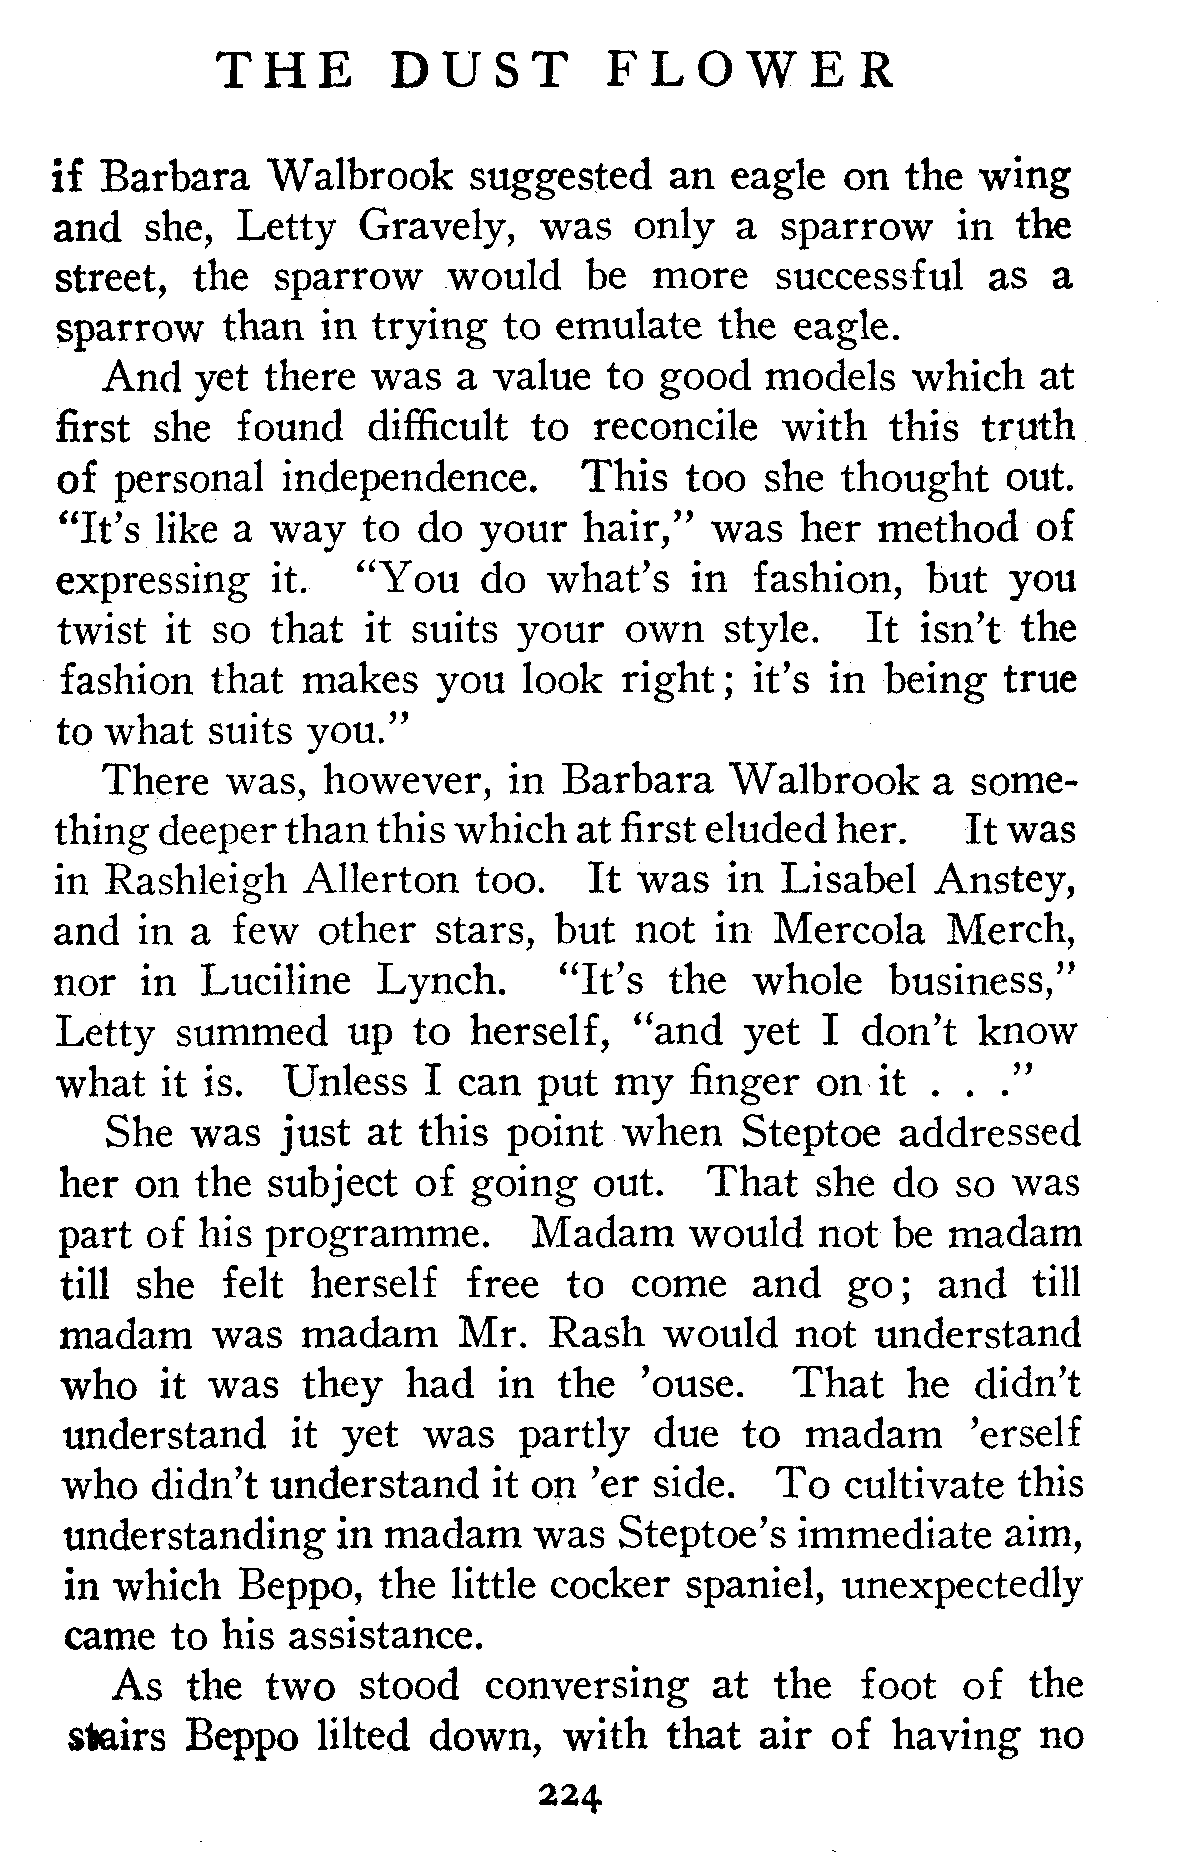 THE DUST FLOWER
if Barbara Walbrook suggested an eagle on the wing
and she, Letty Gravely, was only a sparrow in the
street, the sparrow would be more successful as a
sparrow than in trying to emulate the eagle.
And yet there was a value to good models which at
first she found difficult to reconcile with this truth
of personal independence. This too she thought out.
“It’s like a way to do your hair,” was her method of
expressing it. “You do what’s in fashion, but you
twist it so that it suits your own style. It isn’t the
fashion that makes you look right; it’s in being true
to what suits you.”
There was, however, in Barbara Walbrook a some-
thing deeper than this which at first eluded her. It was
in Rashleigh Allerton too. It was in Lisabel Anstey,
and in a few other stars, but not in Mercola Merch,
nor in Luciline Lynch. “It’s the whole business,”
Letty summed up to herself, “and yet I don’t know
what it is. Unless I can put my finger on it . . .”
She was just at this point when Steptoe addressed
her on the subject of going out. That she do so was
part of his programme. Madam would not be madam
till she felt herself free to come and go; and till
madam was madam Mr. Rash would not understand
who it was they had in the ’ouse. That he didn’t
understand it yet was partly due to madam ’erself
who didn’t understand it on ’er side. To cultivate this
understanding in madam was Steptoe’s immediate aim,
in which Beppo, the little cocker spaniel, unexpectedly
came to his assistance.
As the two stood conversing at the foot of the
stairs Beppo lilted down, with that air of having no
224